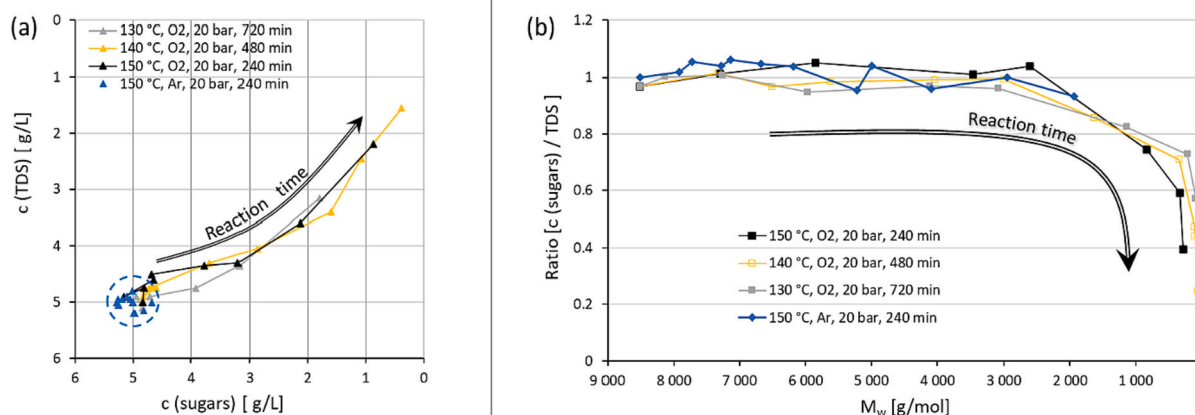 (a)
130 °C, O2, 20 bar, 720 min
140 °C, O2, 20 bar, 480 min
150 °C, O2, 20 bar, 240 min
150 °C, Ar, 20 bar, 240 min
Reaction time
c (TDS) [ g/L]
0
1
2
3
4
5
6
6 5 4 3 2 1 0
c (sugars) [ g/L]
(b)
Ratio [c (sugars) / TDS ]
1.2
1
0.8
0.6
0.4
0.2
0
Reaction time
150 °C, O2, 20 bar, 240 min
140 °C, O2, 20 bar, 480 min
130 °C, O2, 20 bar, 720 min
150 °C, Ar, 20 bar, 240 min
9 000 8 000 7 000 6 000 5 000 4 000 3 000 2 000 1 000
Mw [g/mol]